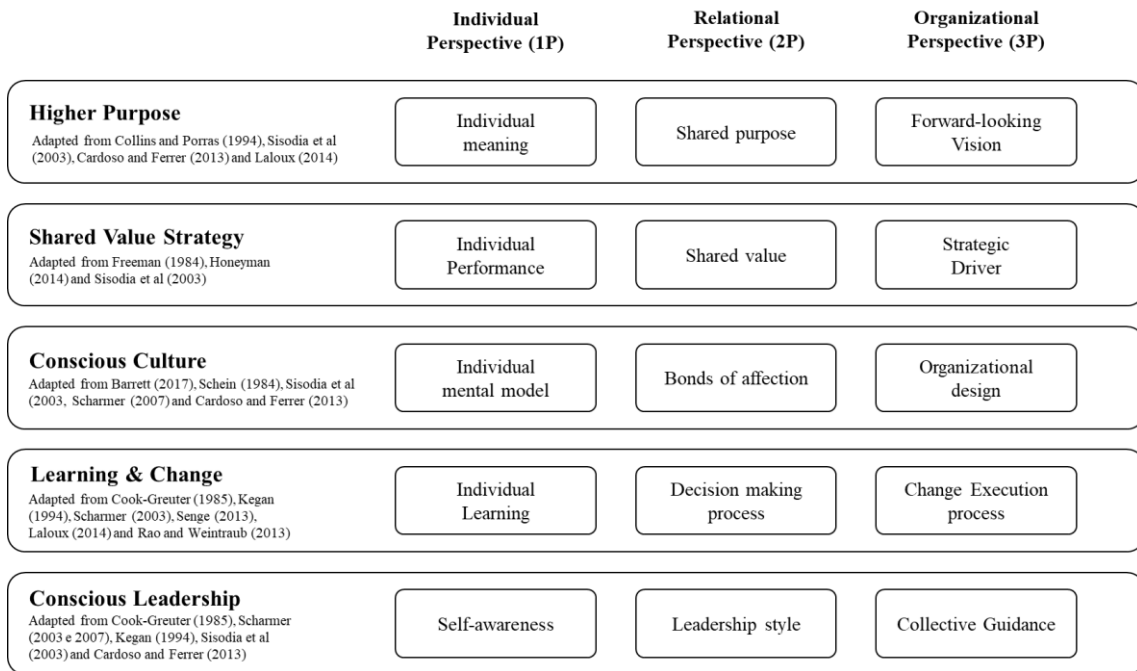 Individual
Perspective (1P)
Relational
Perspective (2P)
Organizational
Perspective (3P)
Higher Purpose
Adapted from Collins and Porras (1994), Sisodia et al
(2003), Cardoso and Ferrer (2013) and Laloux (2014)
Individual
meaning
Shared purpose
Forward-looking
Vision
Shared Value Strategy
Adapted from Freeman (1984), Honeyman
(2014) and Sisodia et al (2003)
Individual
Performance
Shared value
Strategic
Driver
Conscious Culture
Adapted from Barrett (2017), Schein (1984), Sisodia et al
(2003, Scharmer (2007) and Cardoso and Ferrer (2013)
Individual
mental model
Bonds of affection
Organizational
design
Learning & Change
Adapted from Cook-Greuter (1985), Kegan
(1994), Scharmer (2003), Senge (2013),
Laloux (2014) and Rao and Weintraub (2013)
Individual
Learning
Decision making
process
Change Execution
process
Conscious Leadership
Adapted from Cook-Greuter (1985), Scharmer
(2003 e 2007), Kegan (1994), Sisodia et al
(2003) and Cardoso and Ferrer (2013)
Self-awareness
Leadership style
Collective Guidance